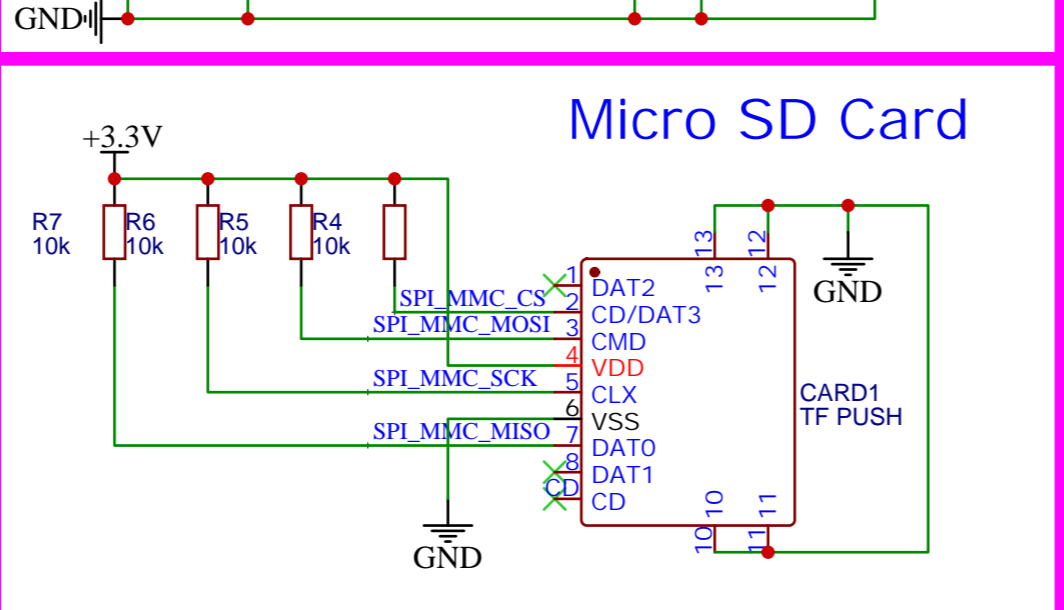 GND
Micro SD Card
+3.3V
R7
10k
R6
10k
R5
10k
R4
10k
13
12
13
12
GND
1
DAT2
SPI_MMC_CS
2
CD/DAT3
SPI_MMC_MOSI
3
CMD
4
VDD
SPI_MMC_SCK
5
CLX
6
VSS
SPI_MMC_MISO
7
DAT0
8
DAT1
CD
CD
CARD1
TF PUSH
10
11
10
11
GND